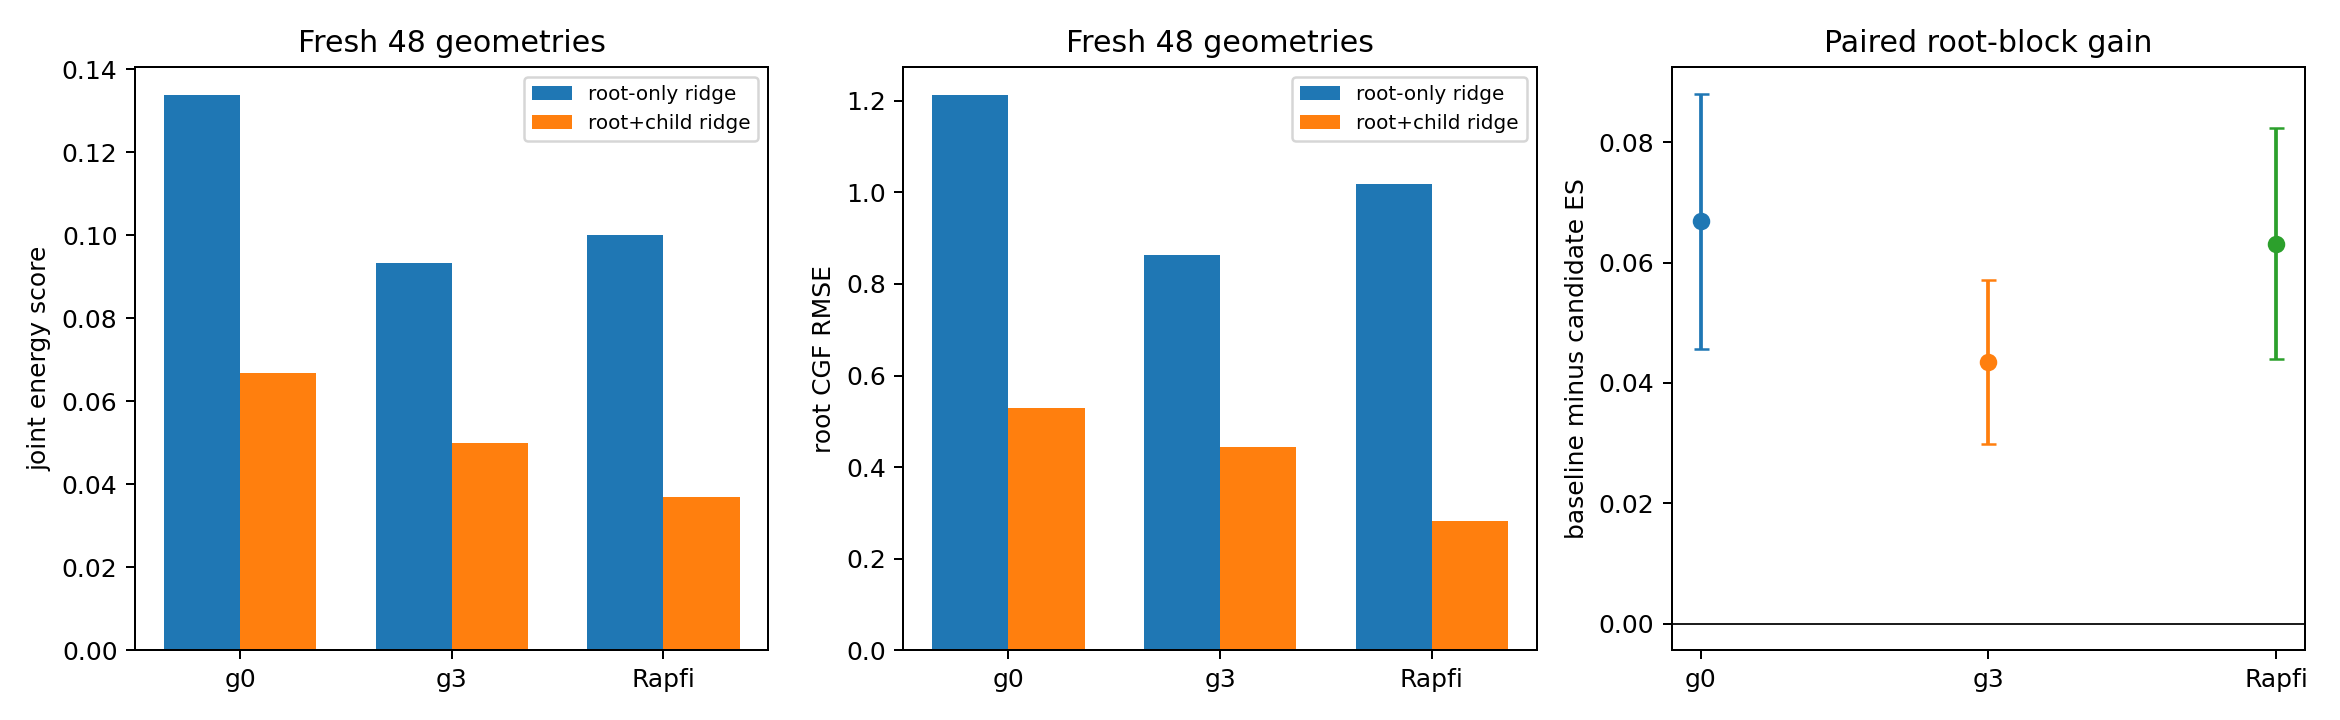 Fresh 48 geometries
joint energy score
0.14
0.12
0.10
0.08
0.06
0.04
0.02
0.00
root-only ridge
root+child ridge
g0
g3
Rapfi
Fresh 48 geometries
root CGF RMSE
1.2
1.0
0.8
0.6
0.4
0.2
0.0
root-only ridge
root+child ridge
g0
g3
Rapfi
Paired root-block gain
baseline minus candidate ES
0.08
0.06
0.04
0.02
0.00
g0
g3
Rapfi